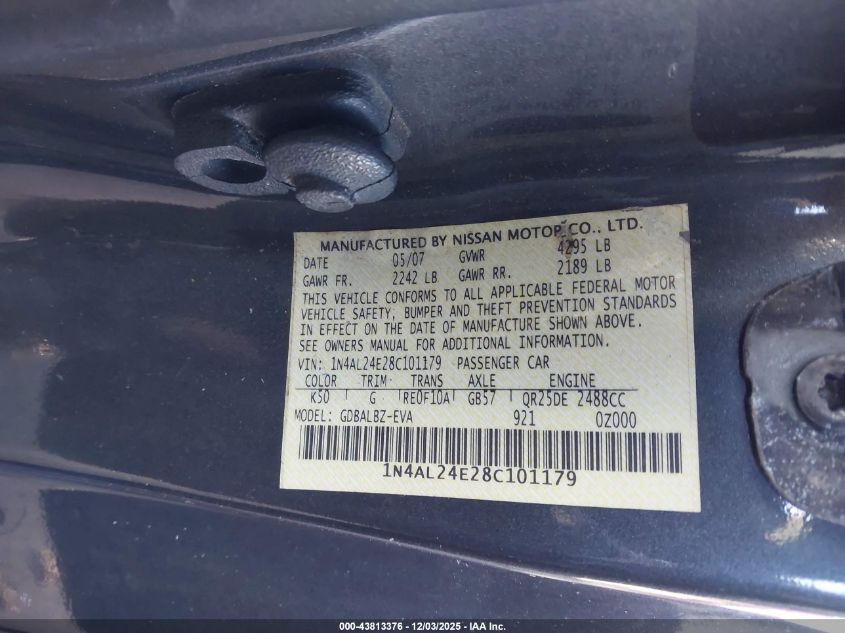 MANUFACTURED BY NISSAN MOTOR CO., LTD.
DATE 05/07 GVWR 4295 LB
GAWR FR. 2242 LB GAWR RR. 2189 LB
THIS VEHICLE CONFORMS TO ALL APPLICABLE FEDERAL MOTOR
VEHICLE SAFETY, BUMPER AND THEFT PREVENTION STANDARDS
IN EFFECT ON THE DATE OF MANUFACTURE SHOWN ABOVE.
SEE OWNERS MANUAL FOR ADDITIONAL INFORMATION.
VIN: 1N4AL24E28C101179 PASSENGER CAR
COLOR TRIM TRANS AXLE ENGINE
K50 G RE0F10A GB57 QR25DE 2488CC
MODEL: GDBALBZ-EVA 921 0Z000
1N4AL24E28C101179
000-43813376 - 12/03/2025 - IAA Inc.